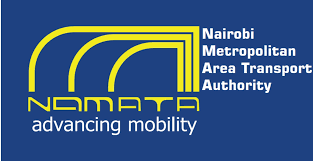 Nairobi
Metropolitan
Area Transport
Authority
NAMATA
advancing mobility